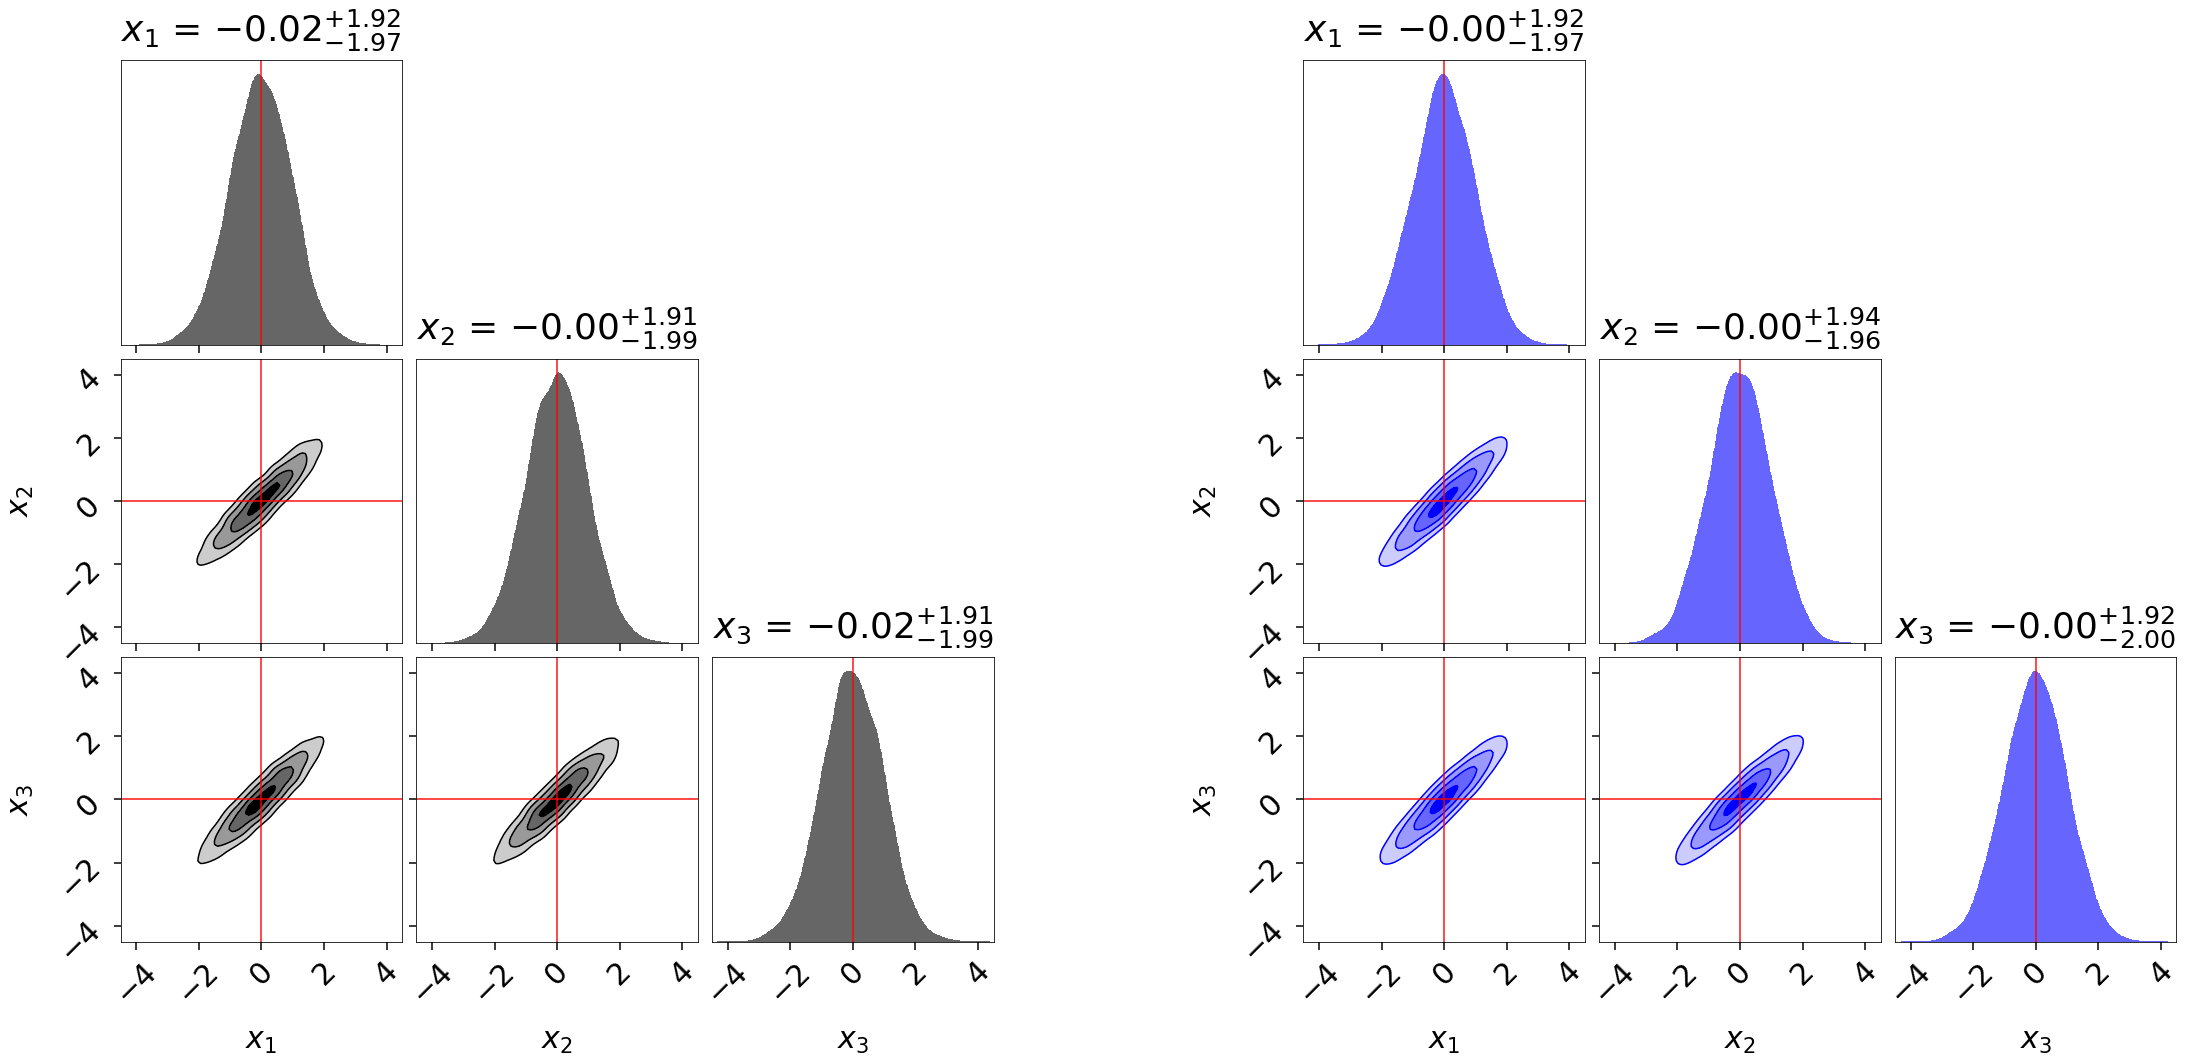 x₁ = −0.02 +1.92 −1.97
x₁ = −0.00 +1.92 −1.97
x₂ = −0.00 +1.91 −1.99
x₂ = −0.00 +1.94 −1.96
x₃ = −0.02 +1.91 −1.99
x₃ = −0.00 +1.92 −2.00
4
2
0
−2
−4
x₂
4
2
0
−2
−4
x₂
4
2
0
−2
−4
x₃
4
2
0
−2
−4
x₃
−4 −2 0 2 4 −4 −2 0 2 4 −4 −2 0 2 4
−4 −2 0 2 4 −4 −2 0 2 4 −4 −2 0 2 4
x₁ x₂ x₃
x₁ x₂ x₃